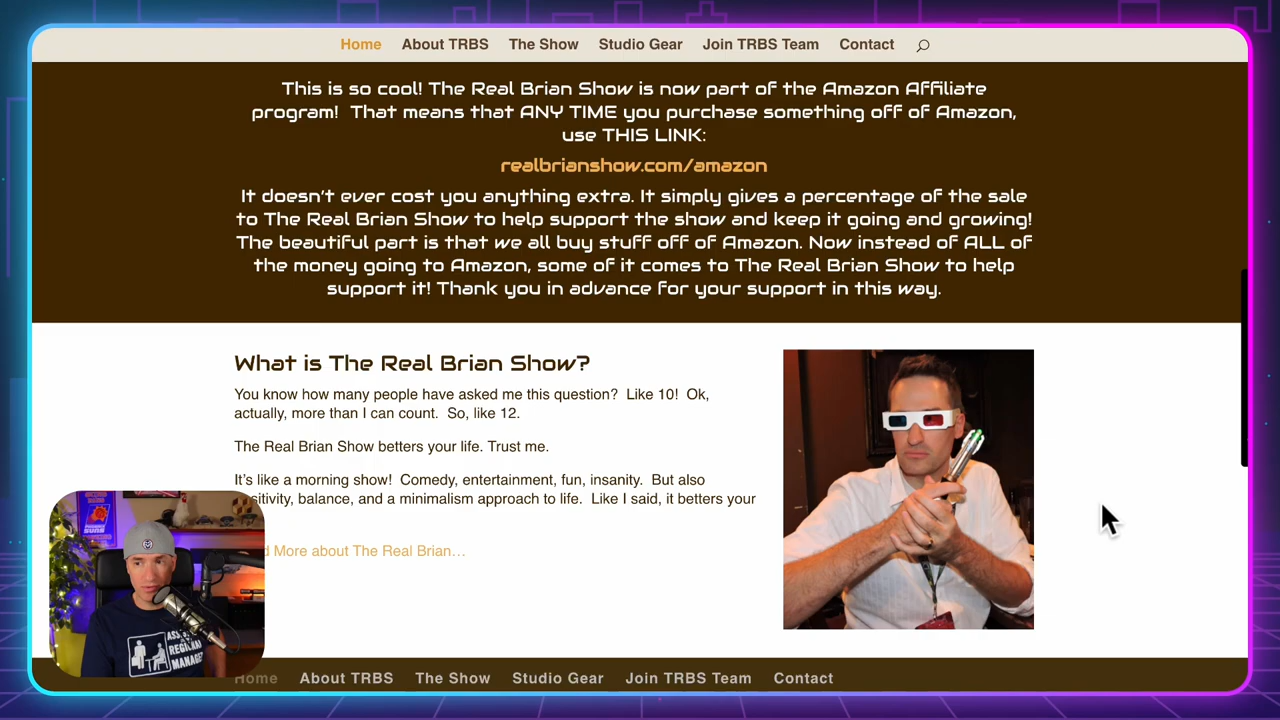 Home About TRBS The Show Studio Gear Join TRBS Team Contact
This is so cool! The Real Brian Show is now part of the Amazon Affiliate
program! That means that ANY TIME you purchase something off of Amazon,
use THIS LINK:
realbrianshow.com/amazon
It doesn't ever cost you anything extra. It simply gives a percentage of the sale
to The Real Brian Show to help support the show and keep it going and growing!
The beautiful part is that we all buy stuff off of Amazon. Now instead of ALL of
the money going to Amazon, some of it comes to The Real Brian Show to help
support it! Thank you in advance for your support in this way.
What is The Real Brian Show?
You know how many people have asked me this question? Like 10! Ok,
actually, more than I can count. So, like 12.
The Real Brian Show betters your life. Trust me.
It's like a morning show! Comedy, entertainment, fun, insanity. But also
sitivity, balance, and a minimalism approach to life. Like I said, it betters your
d More about The Real Brian...
SUNS
REGIONAL
MANAGER
Home About TRBS The Show Studio Gear Join TRBS Team Contact